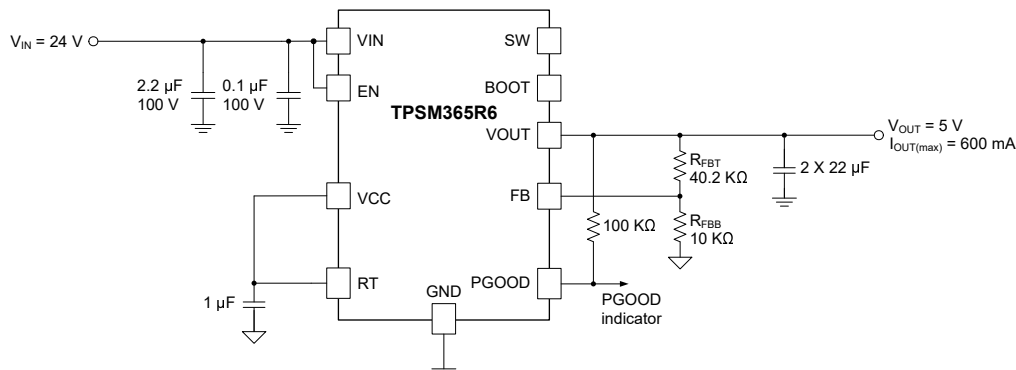 V_IN = 24 V
VIN
SW
2.2 µF
100 V
0.1 µF
100 V
EN
BOOT
TPSM365R6
VOUT
V_OUT = 5 V
I_OUT(max) = 600 mA
R_FBT
40.2 KΩ
2 X 22 µF
VCC
FB
100 KΩ
R_FBB
10 KΩ
RT
GND
PGOOD
1 µF
PGOOD
indicator